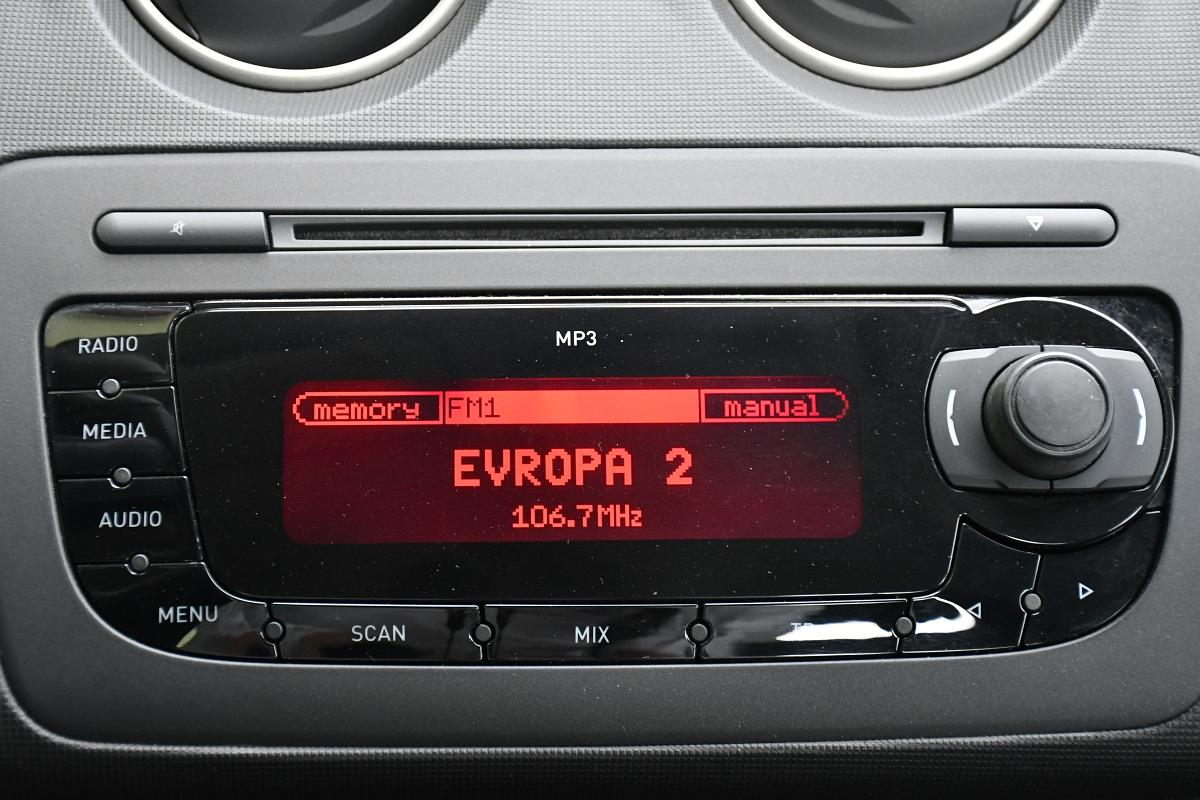 MP3
RADIO
memory FM1 manual
MEDIA
EVROPA 2
106.7MHz
AUDIO
MENU
SCAN
MIX